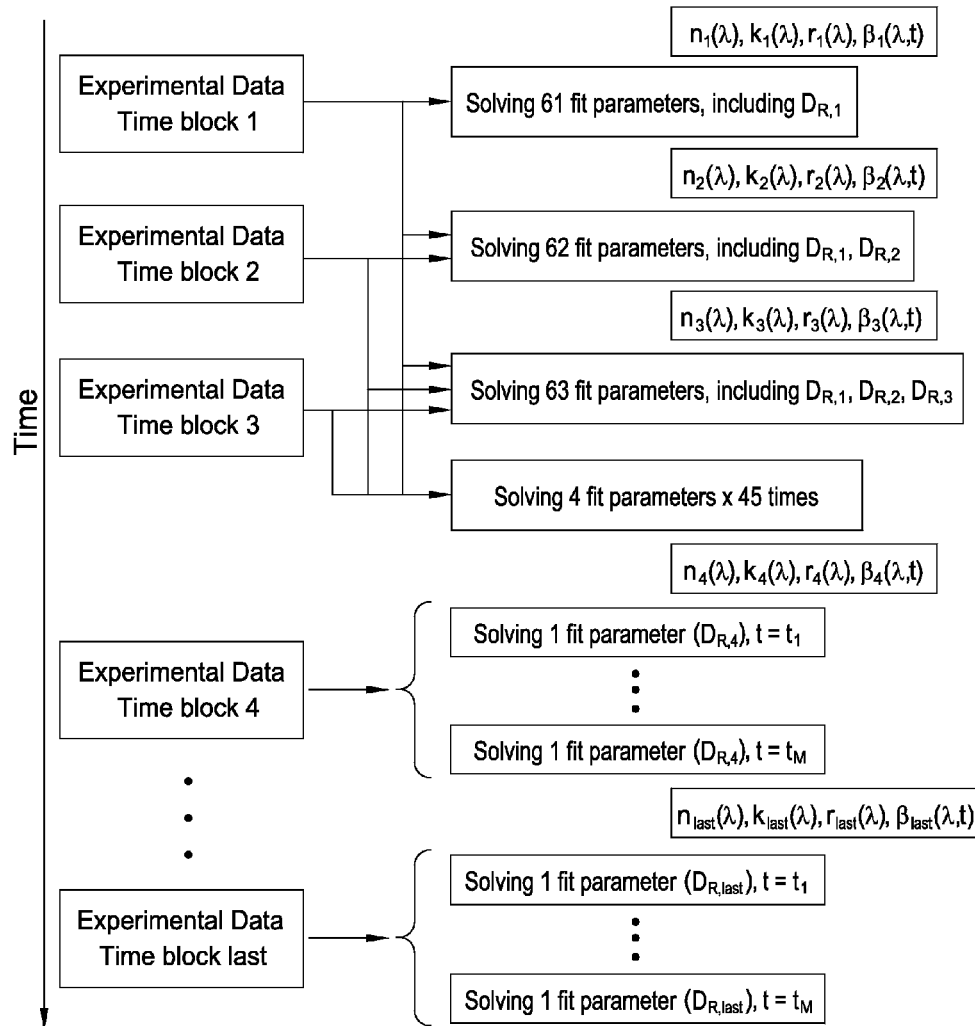 n₁(λ), k₁(λ), r₁(λ), β₁(λ,t)
Experimental Data
Time block 1
Solving 61 fit parameters, including D_R,1
n₂(λ), k₂(λ), r₂(λ), β₂(λ,t)
Experimental Data
Time block 2
Solving 62 fit parameters, including D_R,1, D_R,2
n₃(λ), k₃(λ), r₃(λ), β₃(λ,t)
Experimental Data
Time block 3
Solving 63 fit parameters, including D_R,1, D_R,2, D_R,3
Time
Solving 4 fit parameters x 45 times
n₄(λ), k₄(λ), r₄(λ), β₄(λ,t)
Experimental Data
Time block 4
Solving 1 fit parameter (D_R,4), t = t₁
Solving 1 fit parameter (D_R,4), t = t_M
n_last(λ), k_last(λ), r_last(λ), β_last(λ,t)
Experimental Data
Time block last
Solving 1 fit parameter (D_R,last), t = t₁
Solving 1 fit parameter (D_R,last), t = t_M